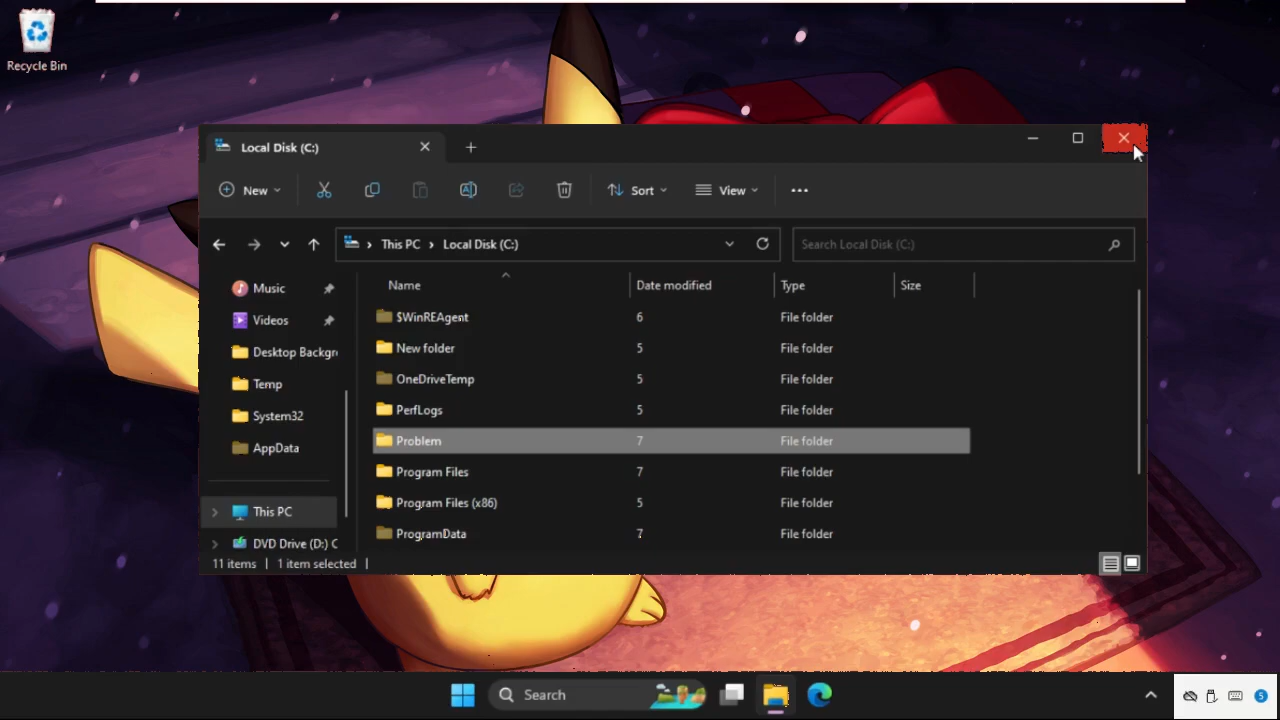 Recycle Bin
Local Disk (C:)
New
Sort
View
This PC
Local Disk (C:)
Search Local Disk (C:)
Music
Videos
Desktop Backgr
Temp
System32
AppData
This PC
DVD Drive (D:) C
Name Date modified Type Size
$WinREAgent 6 File folder
New folder 5 File folder
OneDriveTemp 5 File folder
PerfLogs 5 File folder
Problem 7 File folder
Program Files 7 File folder
Program Files (x86) 5 File folder
ProgramData 7 File folder
11 items 1 item selected
Search
5